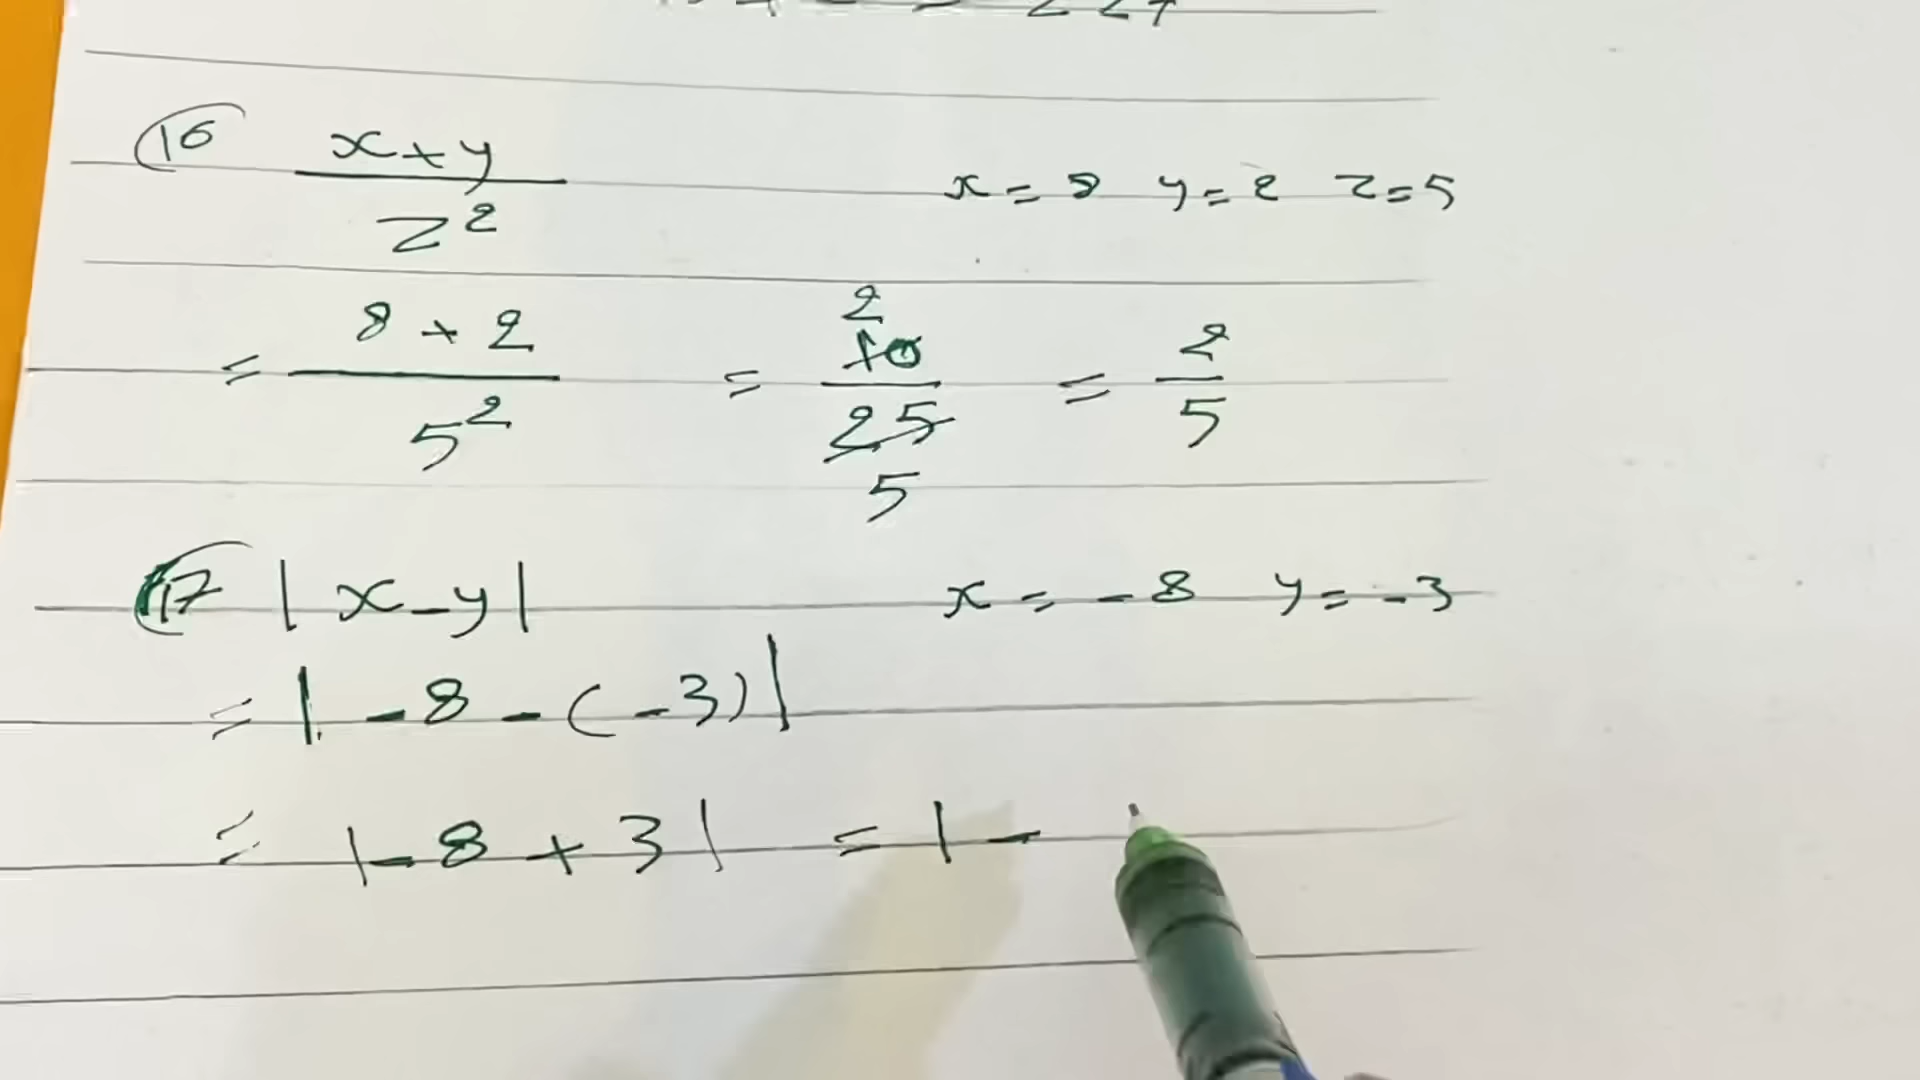 16 x+y / z² x=8 y=2 z=5
= 8+2 / 5² = 2 10 / 25 5 = 2/5
17 |x-y| x=-8 y=-3
= |-8-(-3)|
= |-8+3| = |-